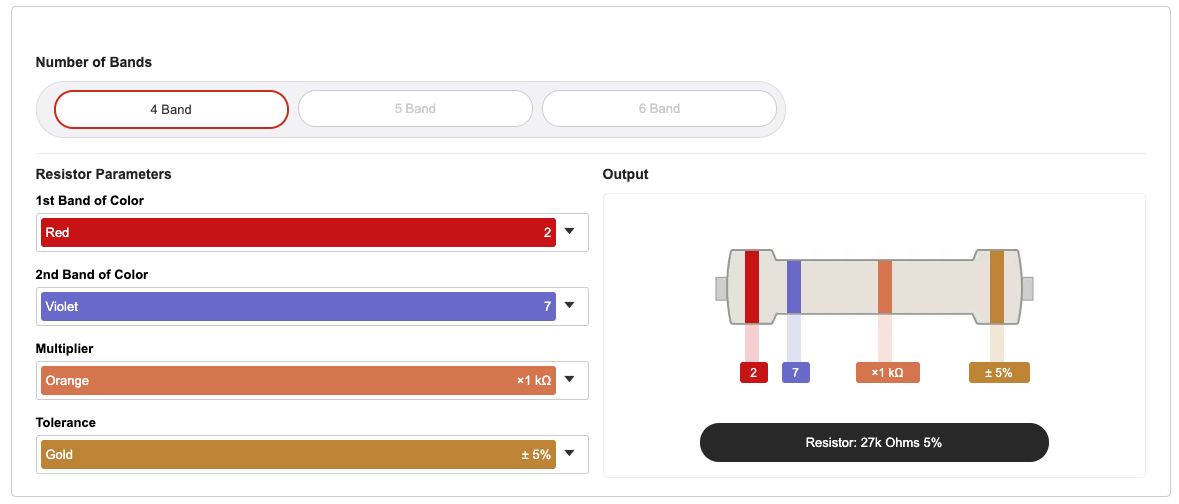 Number of Bands
4 Band 5 Band 6 Band
Resistor Parameters
1st Band of Color
Red 2
2nd Band of Color
Violet 7
Multiplier
Orange ×1 kΩ
Tolerance
Gold ± 5%
Output
2 7 ×1 kΩ ± 5%
Resistor: 27k Ohms 5%